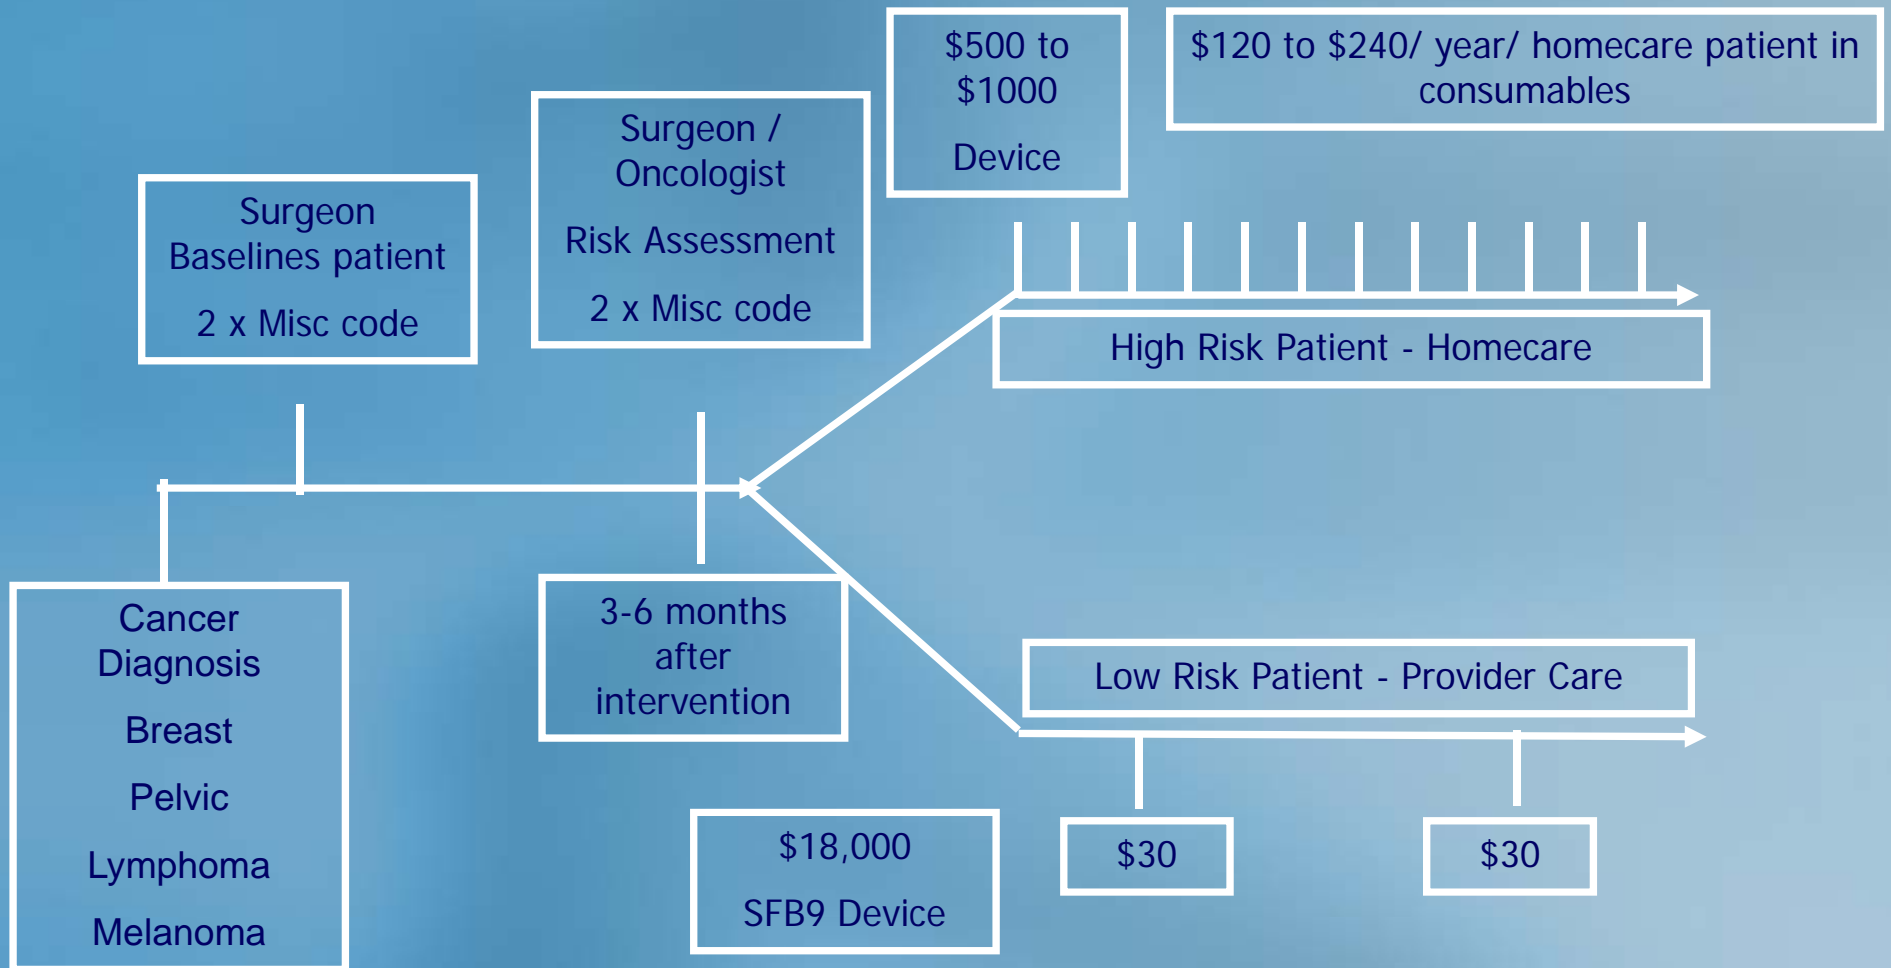 $500 to
$1000
Device
$120 to $240/ year/ homecare patient in
consumables
Surgeon /
Oncologist
Risk Assessment
2 x Misc code
Surgeon
Baselines patient
2 x Misc code
High Risk Patient - Homecare
Cancer
Diagnosis
Breast
Pelvic
Lymphoma
Melanoma
3-6 months
after
intervention
Low Risk Patient - Provider Care
$18,000
SFB9 Device
$30
$30